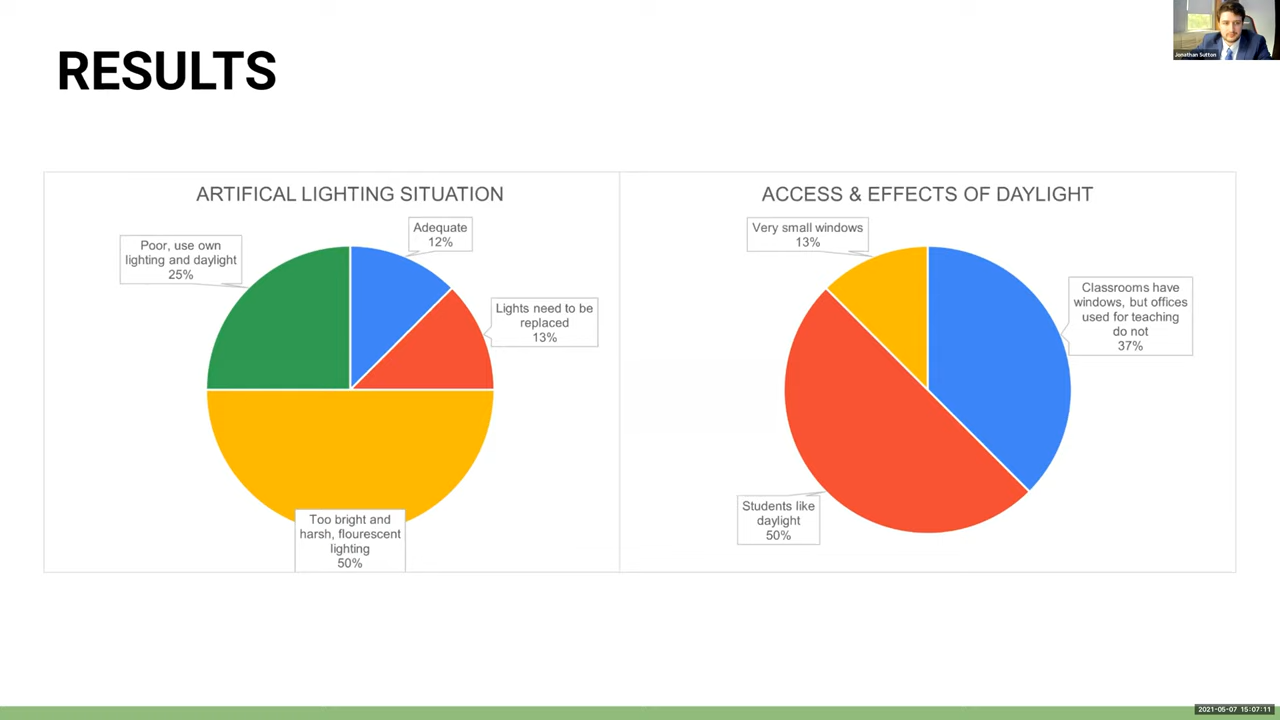 Jonathan Sutton
RESULTS
ARTIFICAL LIGHTING SITUATION
Adequate
12%
Poor, use own
lighting and daylight
25%
Lights need to be
replaced
13%
Too bright and
harsh, flourescent
lighting
50%
ACCESS & EFFECTS OF DAYLIGHT
Very small windows
13%
Classrooms have
windows, but offices
used for teaching
do not
37%
Students like
daylight
50%
2021-05-07 15:07:11